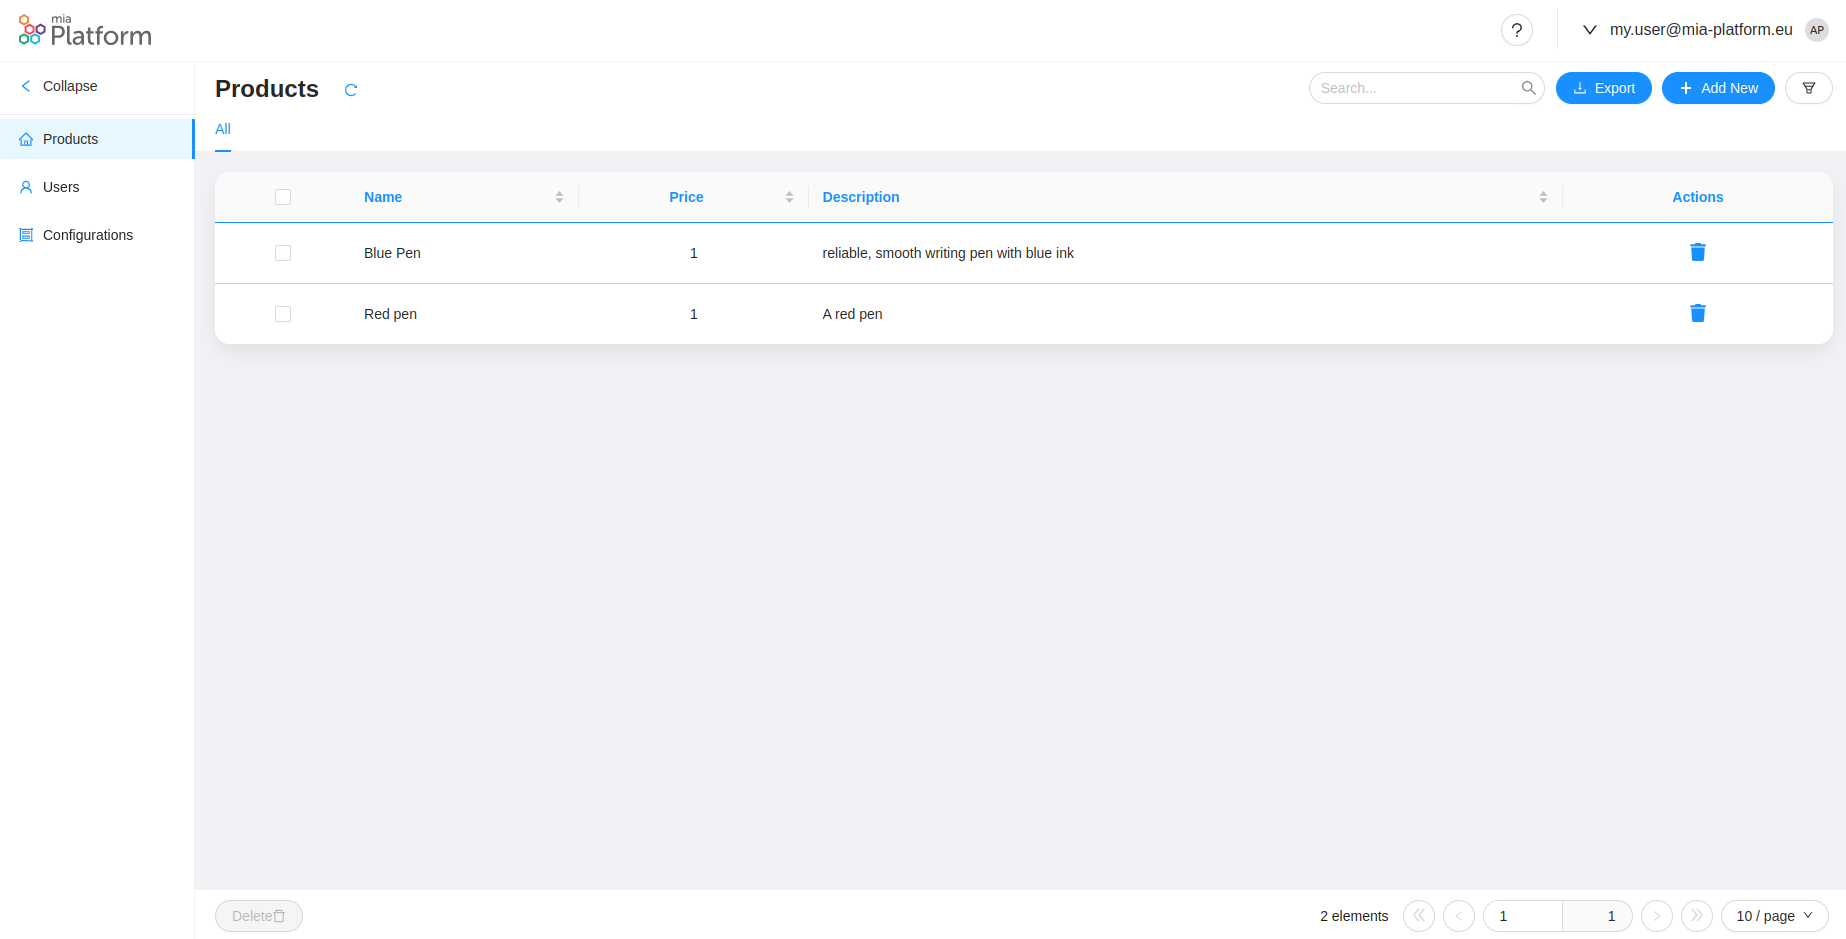 mia
Platform
?
my.user@mia-platform.eu
AP
Collapse
Products
Search...
Export
Add New
All
Products
Users
Configurations
Name
Price
Description
Actions
Blue Pen
1
reliable, smooth writing pen with blue ink
Red pen
1
A red pen
Delete
2 elements
1
1
10 / page